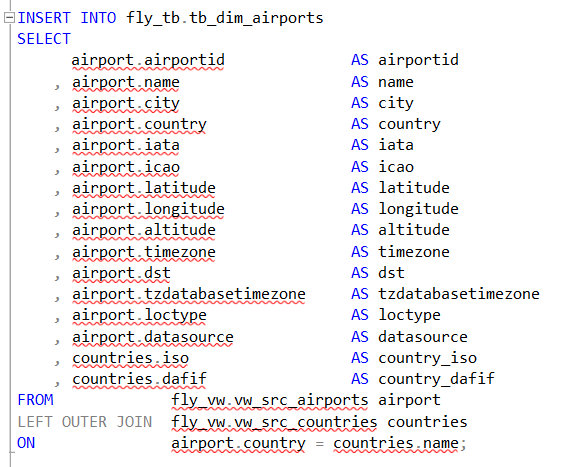 INSERT INTO fly_tb.tb_dim_airports
SELECT
airport.airportid AS airportid
, airport.name AS name
, airport.city AS city
, airport.country AS country
, airport.iata AS iata
, airport.icao AS icao
, airport.latitude AS latitude
, airport.longitude AS longitude
, airport.altitude AS altitude
, airport.timezone AS timezone
, airport.dst AS dst
, airport.tzdatabasetimezone AS tzdatabasetimezone
, airport.loctype AS loctype
, airport.datasource AS datasource
, countries.iso AS country_iso
, countries.dafif AS country_dafif
FROM fly_vw.vw_src_airports airport
LEFT OUTER JOIN fly_vw.vw_src_countries countries
ON airport.country = countries.name;